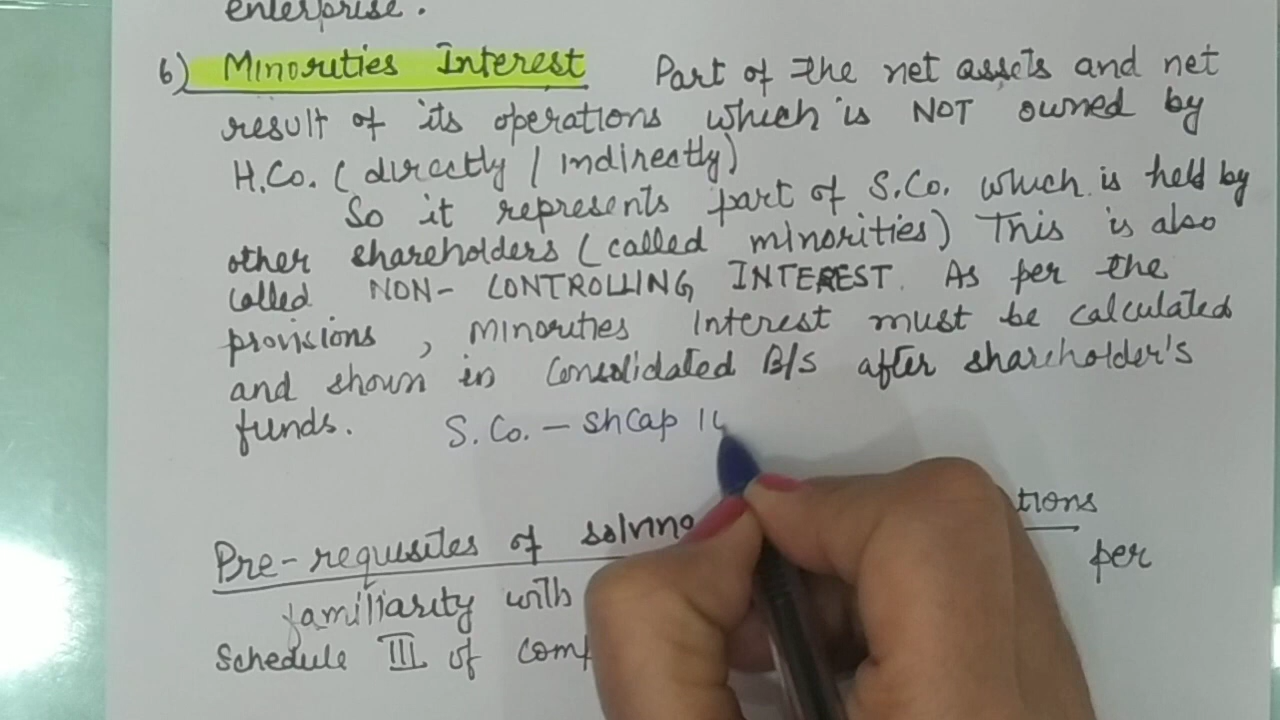 enterprise.
6) Minorities Interest Part of the net assets and net
result of its operations which is NOT owned by
H.Co. (directly / indirectly)
So it represents part of S.Co. which is held by
other shareholders (called minorities) This is also
called NON-CONTROLLING INTEREST. As per the
provisions, Minorities Interest must be calculated
and shown in Consolidated B/S after shareholder's
funds. S.Co. - ShCap
Pre-requisites of solving
per
familiarity with
Schedule III of